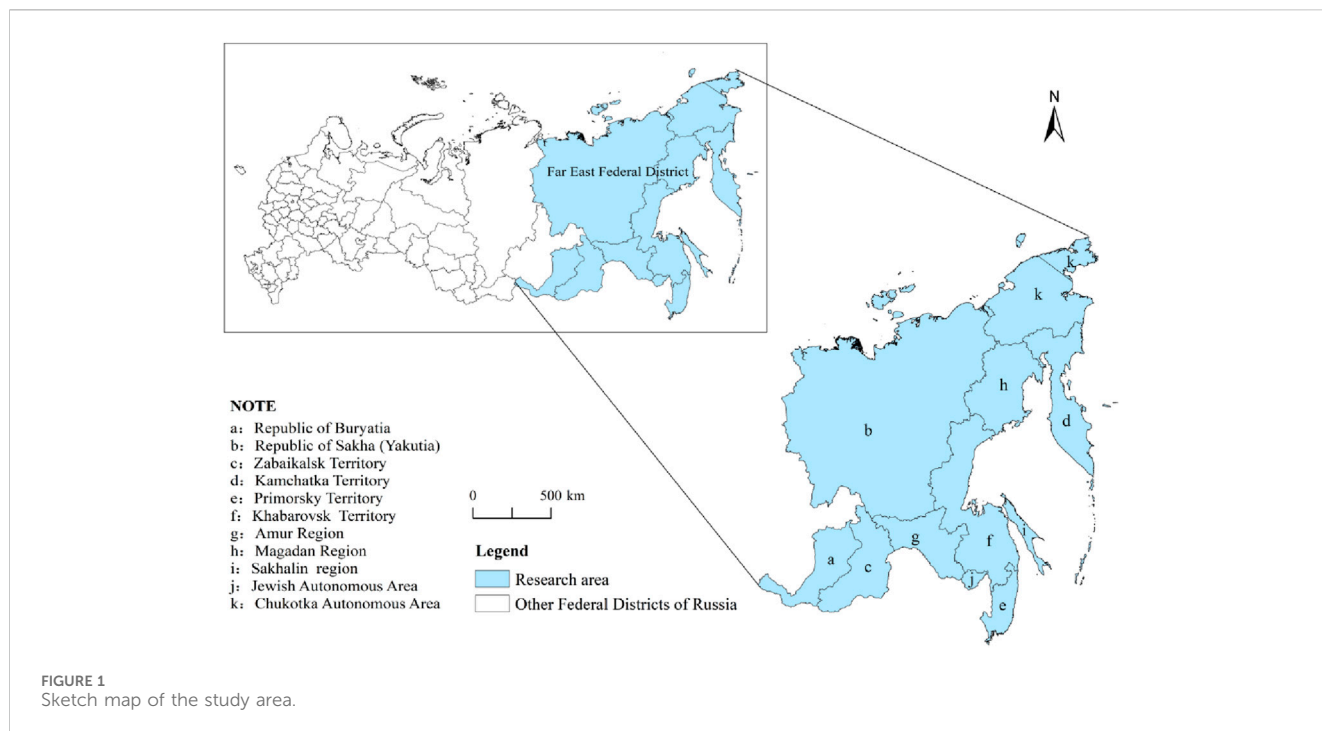 Far East Federal District
N
k
k
h
d
b
i
g
f
a
c
j
e
NOTE
a： Republic of Buryatia
b： Republic of Sakha (Yakutia)
c： Zabaikalsk Territory
d： Kamchatka Territory
e： Primorsky Territory
f： Khabarovsk Territory
g： Amur Region
h： Magadan Region
i： Sakhalin region
j： Jewish Autonomous Area
k： Chukotka Autonomous Area
0 500 km
Legend
Research area
Other Federal Districts of Russia
FIGURE 1
Sketch map of the study area.